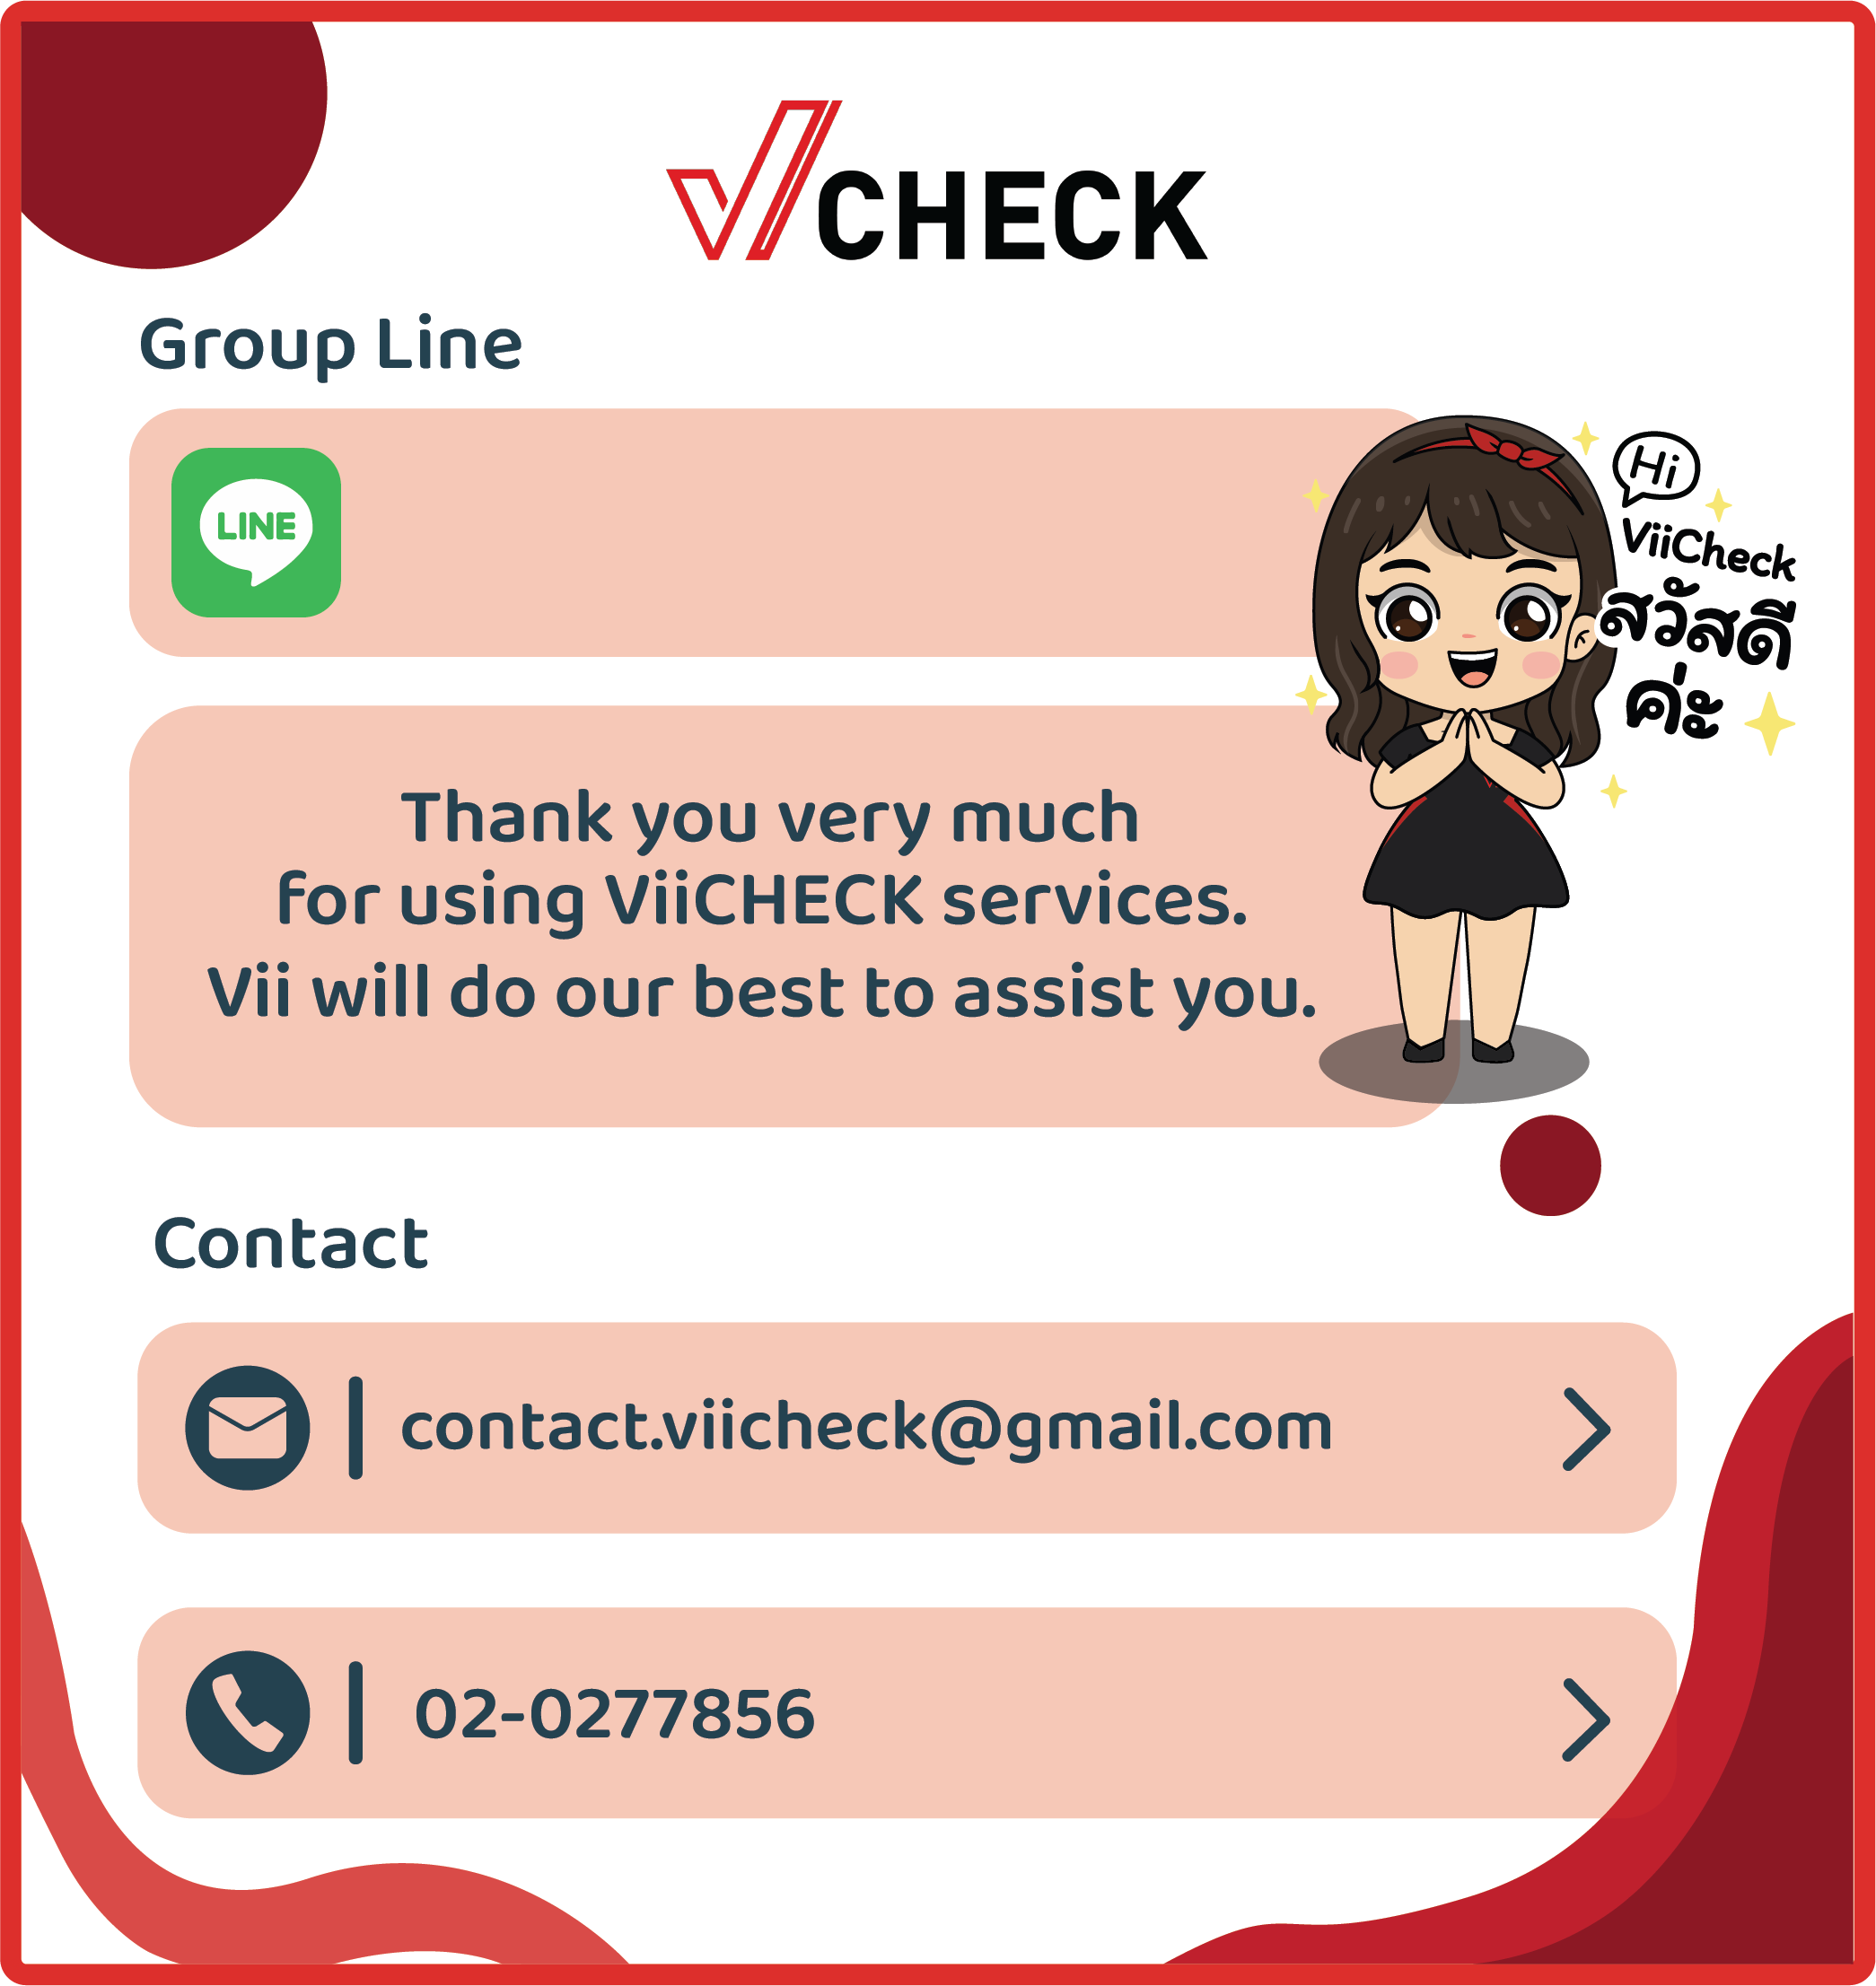 ViiCHECK
Group Line
LINE
Hi
ViiCheck
สวัสดี
ค่ะ
Thank you very much
for using ViiCHECK services.
Vii will do our best to assist you.
Contact
contact.viicheck@gmail.com
02-0277856